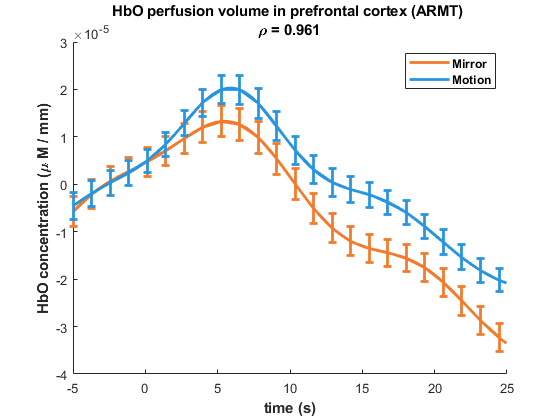 HbO perfusion volume in prefrontal cortex (ARMT)
ρ = 0.961
×10⁻⁵
3
2
1
0
-1
-2
-3
-4
HbO concentration (μ M / mm)
Mirror
Motion
-5 0 5 10 15 20 25
time (s)